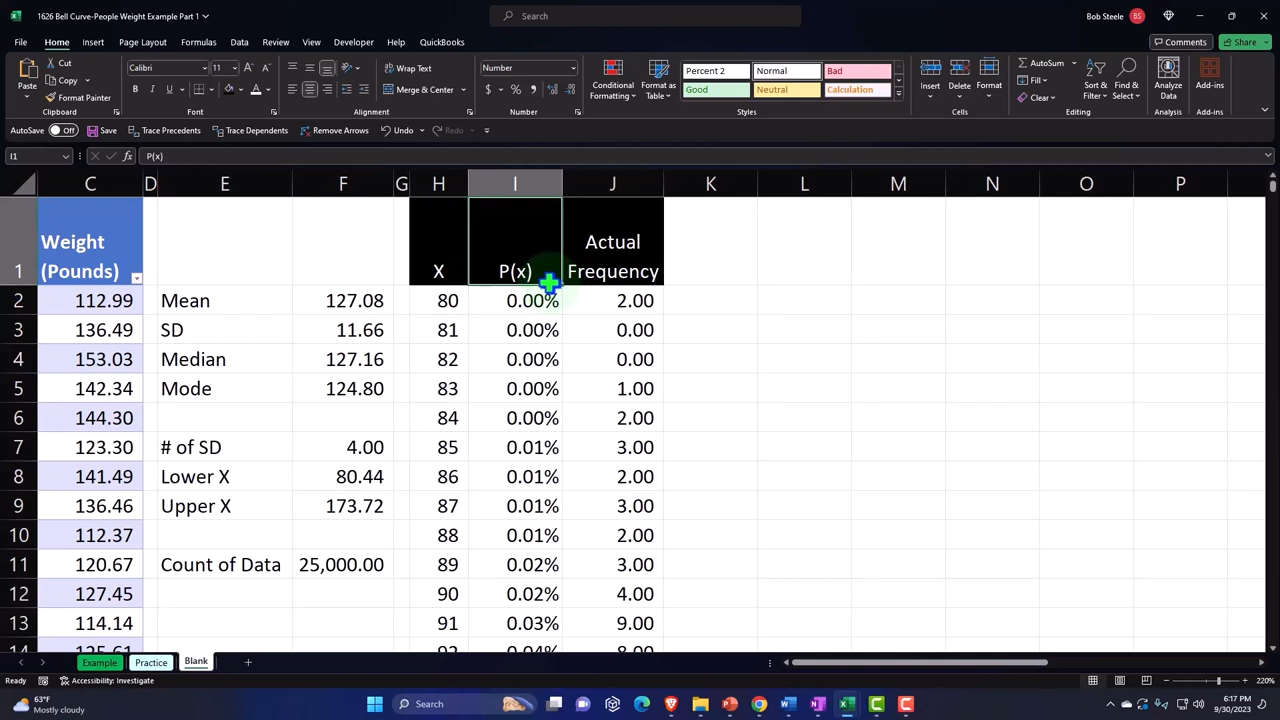 1626 Bell Curve-People Weight Example Part 1
Search
Bob Steele
BS
File Home Insert Page Layout Formulas Data Review View Developer Automate Help QuickBooks
Comments
Share
Paste
Cut
Copy
Format Painter
Calibri
11
Wrap Text
Merge & Center
Number
Conditional Formatting
Format as Table
Percent 2
Normal
Bad
Good
Neutral
Calculation
Insert
Delete
Format
AutoSum
Fill
Clear
Sort & Filter
Find & Select
Analyze Data
Add-ins
Clipboard
Font
Alignment
Number
Styles
Cells
Editing
Analysis
Add-ins
AutoSave Off Save Trace Precedents Trace Dependents Remove Arrows Undo Redo
I1
fx
P(x)
C D E F G H I J K L M N O P
1 Weight (Pounds) X P(x) Actual Frequency
2 112.99 Mean 127.08 80 0.00% 2.00
3 136.49 SD 11.66 81 0.00% 0.00
4 153.03 Median 127.16 82 0.00% 0.00
5 142.34 Mode 124.80 83 0.00% 1.00
6 144.30 84 0.00% 2.00
7 123.30 # of SD 4.00 85 0.01% 3.00
8 141.49 Lower X 80.44 86 0.01% 2.00
9 136.46 Upper X 173.72 87 0.01% 3.00
10 112.37 88 0.01% 2.00
11 120.67 Count of Data 25,000.00 89 0.02% 3.00
12 127.45 90 0.02% 4.00
13 114.14 91 0.03% 9.00
14 125.61 92 0.04% 8.00
Example Practice Blank
Ready
Accessibility: Investigate
220%
63°F
Mostly cloudy
Search
6:17 PM
9/30/2023